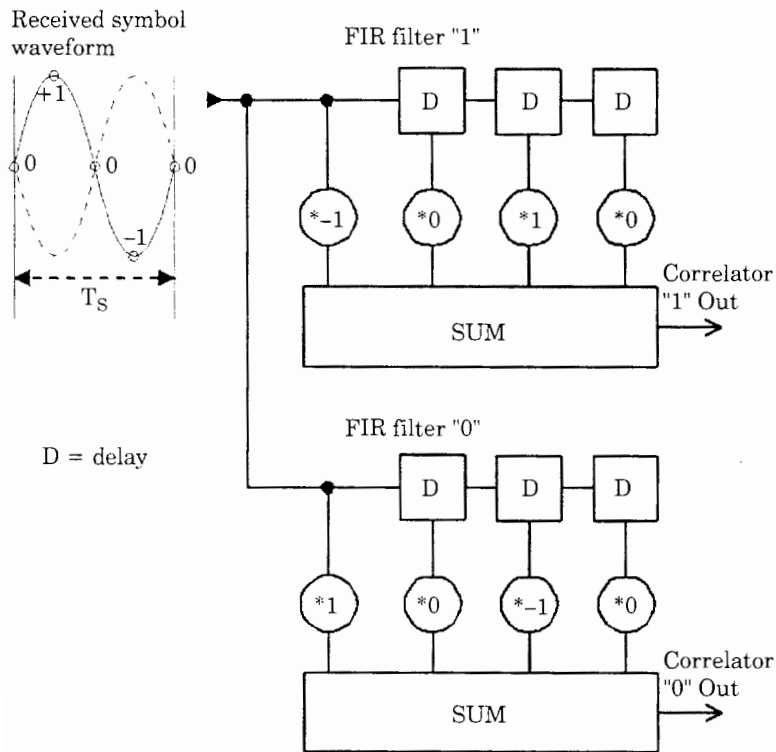 Received symbol
waveform
FIR filter "1"
+1
0
0
0
-1
T_S
D
D
D
*-1
*0
*1
*0
SUM
Correlator
"1" Out
FIR filter "0"
D = delay
D
D
D
*1
*0
*-1
*0
SUM
Correlator
"0" Out